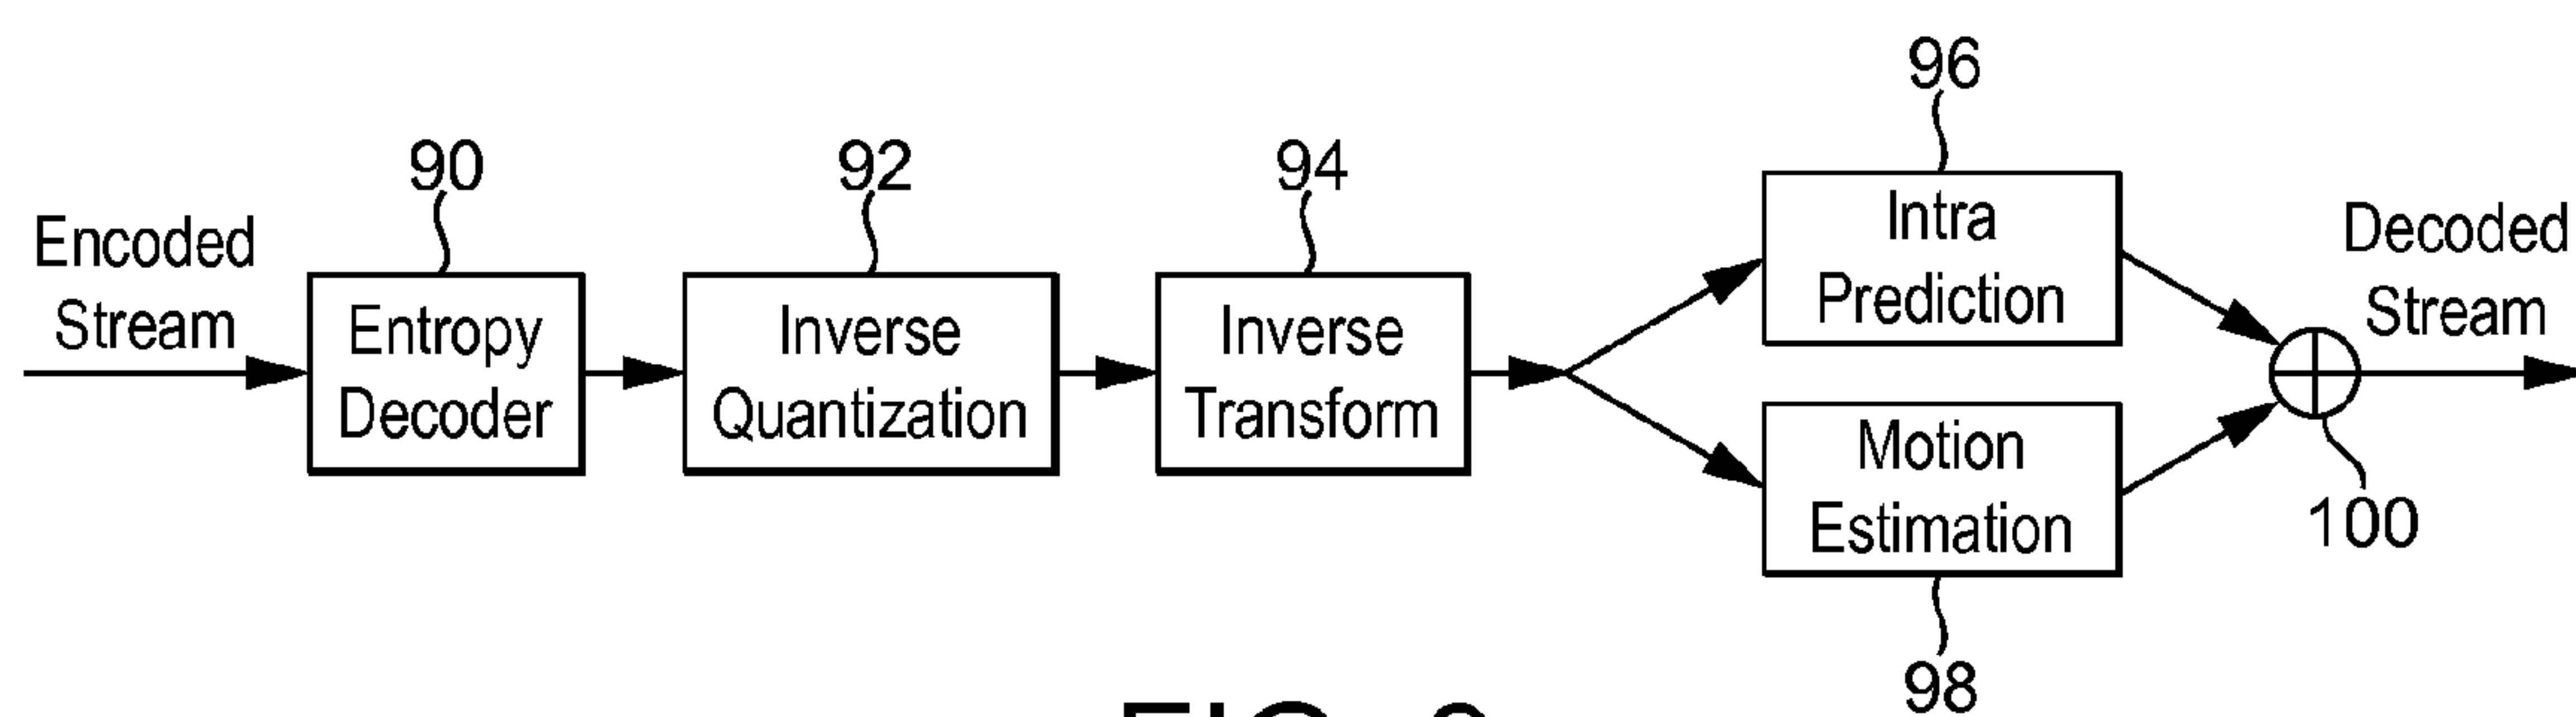 96
90
92
94
Encoded
Stream
Entropy
Decoder
Inverse
Quantization
Inverse
Transform
Intra
Prediction
Motion
Estimation
Decoded
Stream
100
98
FIG.